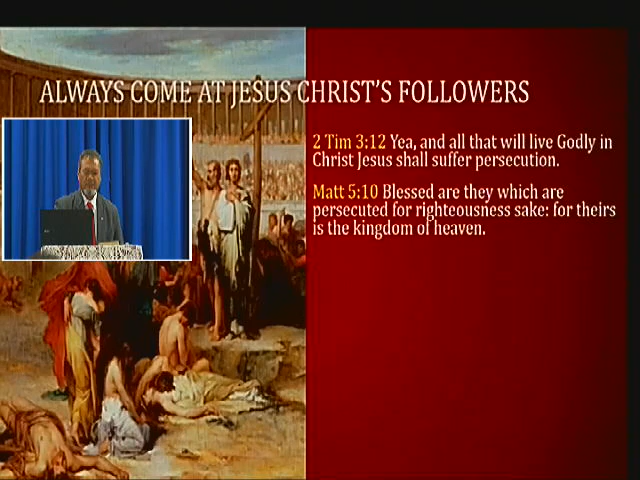 ALWAYS COME AT JESUS CHRIST'S FOLLOWERS
2 Tim 3:12 Yea, and all that will live Godly in
Christ Jesus shall suffer persecution.
Matt 5:10 Blessed are they which are
persecuted for righteousness sake: for theirs
is the kingdom of heaven.